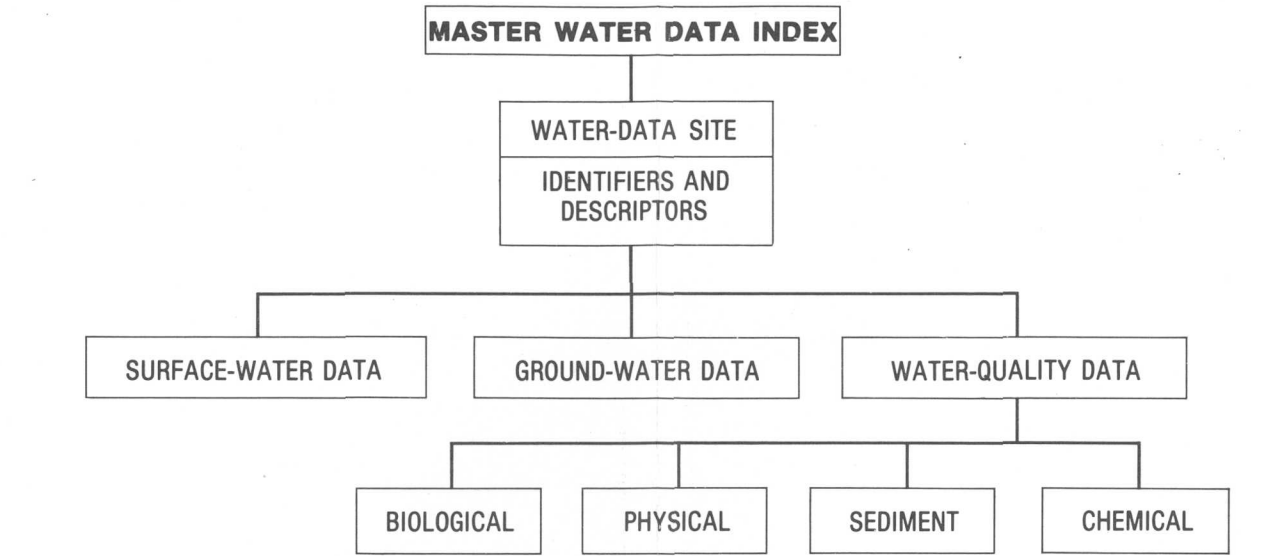 MASTER WATER DATA INDEX
WATER-DATA SITE
IDENTIFIERS AND
DESCRIPTORS
SURFACE-WATER DATA
GROUND-WATER DATA
WATER-QUALITY DATA
BIOLOGICAL
PHYSICAL
SEDIMENT
CHEMICAL